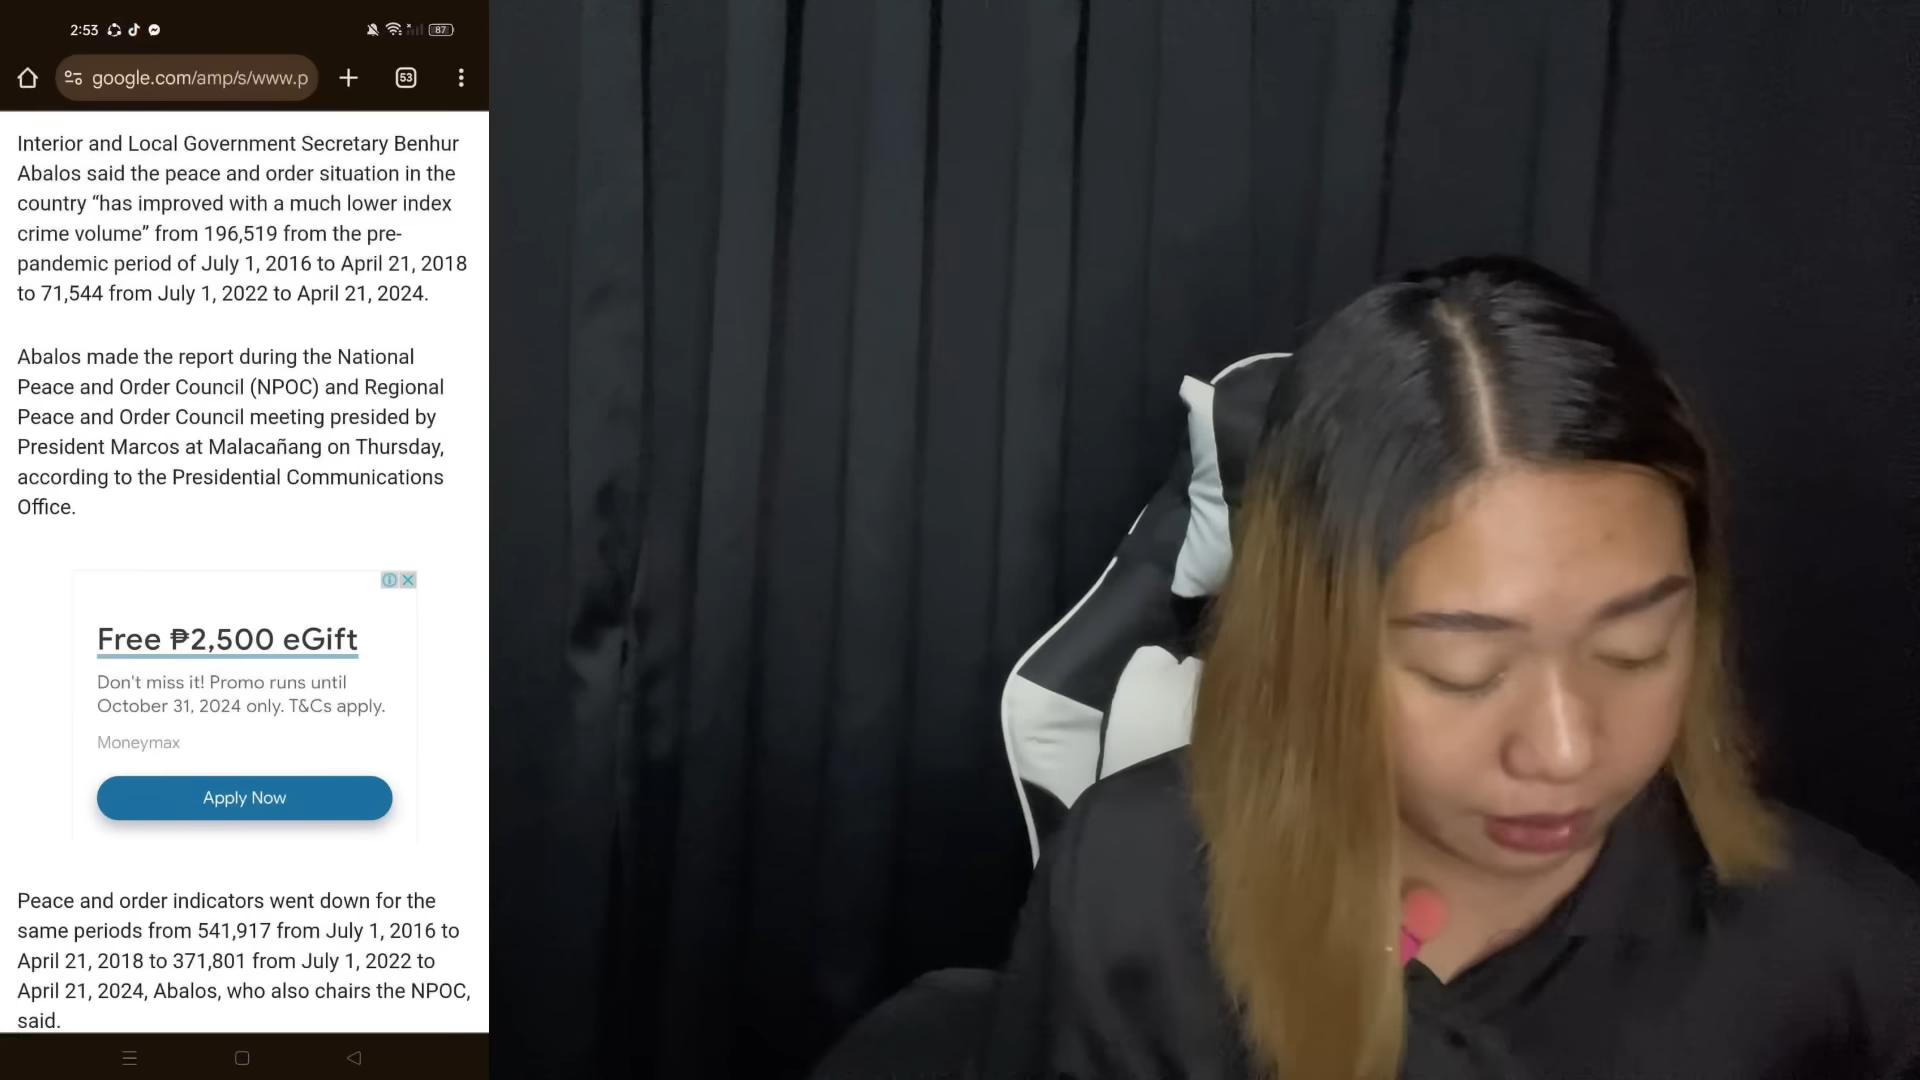 2:53
87
google.com/amp/s/www.p
53
Interior and Local Government Secretary Benhur
Abalos said the peace and order situation in the
country “has improved with a much lower index
crime volume” from 196,519 from the pre-
pandemic period of July 1, 2016 to April 21, 2018
to 71,544 from July 1, 2022 to April 21, 2024.
Abalos made the report during the National
Peace and Order Council (NPOC) and Regional
Peace and Order Council meeting presided by
President Marcos at Malacañang on Thursday,
according to the Presidential Communications
Office.
Free ₱2,500 eGift
Don't miss it! Promo runs until
October 31, 2024 only. T&Cs apply.
Moneymax
Apply Now
Peace and order indicators went down for the
same periods from 541,917 from July 1, 2016 to
April 21, 2018 to 371,801 from July 1, 2022 to
April 21, 2024, Abalos, who also chairs the NPOC,
said.